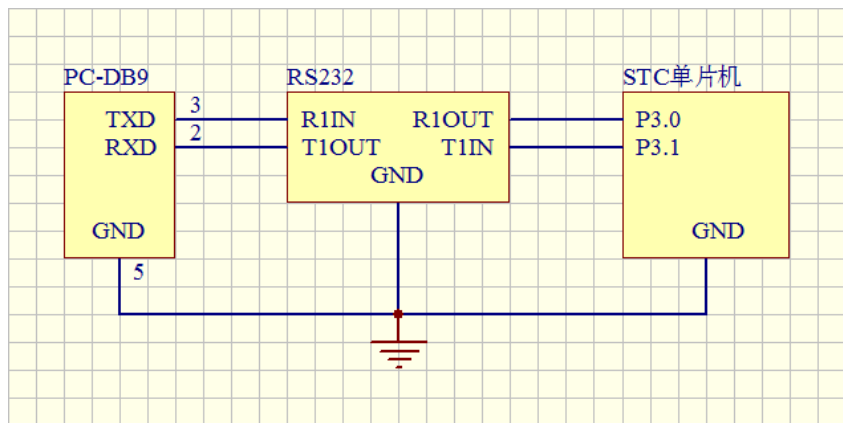 PC-DB9 RS232 STC单片机
TXD 3 R1IN R1OUT P3.0
RXD 2 T1OUT T1IN P3.1
GND
GND GND
5